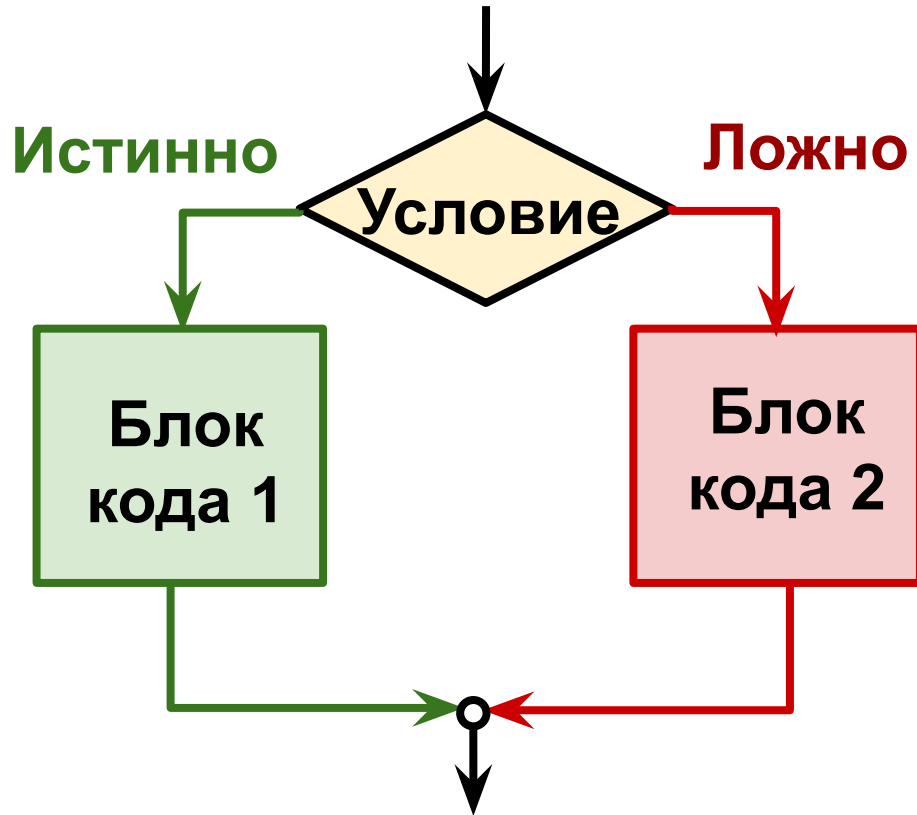 Истинно
Ложно
Условие
Блок
кода 1
Блок
кода 2